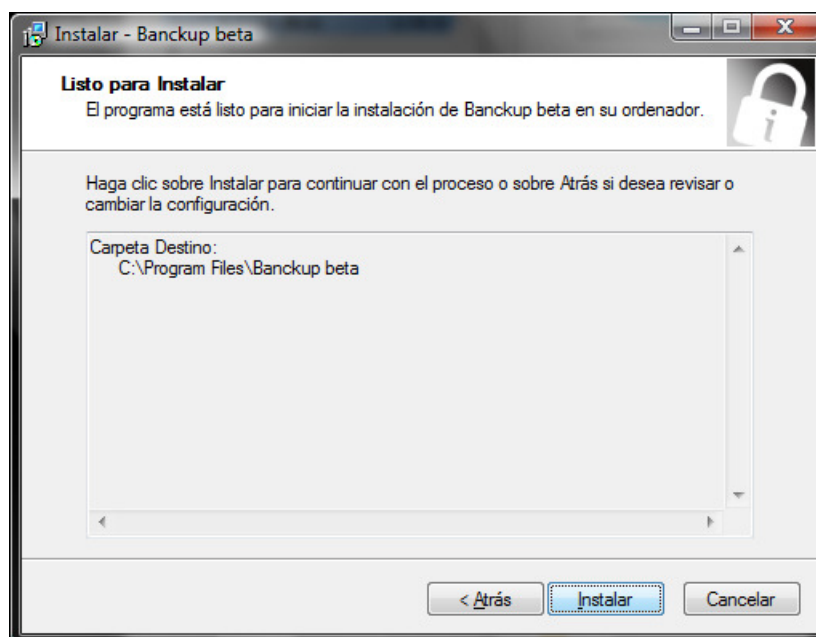 Instalar - Banckup beta
Listo para Instalar
El programa está listo para iniciar la instalación de Banckup beta en su ordenador.
Haga clic sobre Instalar para continuar con el proceso o sobre Atrás si desea revisar o
cambiar la configuración.
Carpeta Destino:
C:\Program Files\Banckup beta
< Atrás Instalar Cancelar